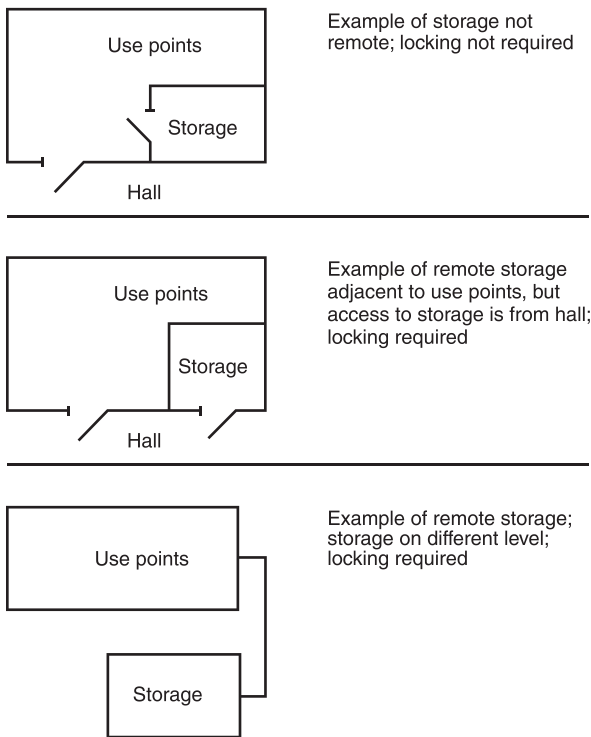 Use points
Storage
Hall
Example of storage not
remote; locking not required
Use points
Storage
Hall
Example of remote storage
adjacent to use points, but
access to storage is from hall;
locking required
Use points
Storage
Example of remote storage;
storage on different level;
locking required